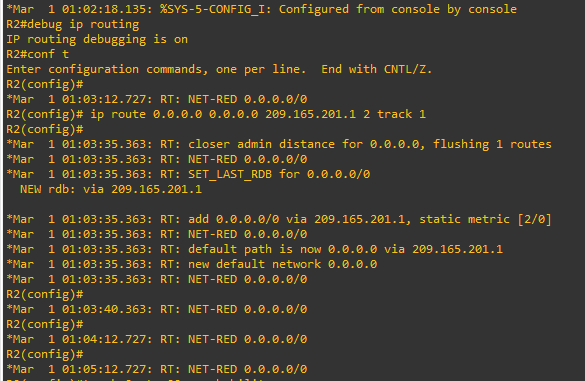 *Mar  1 01:02:18.135: %SYS-5-CONFIG_I: Configured from console by console
R2#debug ip routing
IP routing debugging is on
R2#conf t
Enter configuration commands, one per line.  End with CNTL/Z.
R2(config)#
*Mar  1 01:03:12.727: RT: NET-RED 0.0.0.0/0
R2(config)# ip route 0.0.0.0 0.0.0.0 209.165.201.1 2 track 1
R2(config)#
*Mar  1 01:03:35.363: RT: closer admin distance for 0.0.0.0, flushing 1 routes
*Mar  1 01:03:35.363: RT: NET-RED 0.0.0.0/0
*Mar  1 01:03:35.363: RT: SET_LAST_RDB for 0.0.0.0/0
  NEW rdb: via 209.165.201.1

*Mar  1 01:03:35.363: RT: add 0.0.0.0/0 via 209.165.201.1, static metric [2/0]
*Mar  1 01:03:35.363: RT: NET-RED 0.0.0.0/0
*Mar  1 01:03:35.363: RT: default path is now 0.0.0.0 via 209.165.201.1
*Mar  1 01:03:35.363: RT: new default network 0.0.0.0
*Mar  1 01:03:35.363: RT: NET-RED 0.0.0.0/0
R2(config)#
*Mar  1 01:03:40.363: RT: NET-RED 0.0.0.0/0
R2(config)#
*Mar  1 01:04:12.727: RT: NET-RED 0.0.0.0/0
R2(config)#
*Mar  1 01:05:12.727: RT: NET-RED 0.0.0.0/0